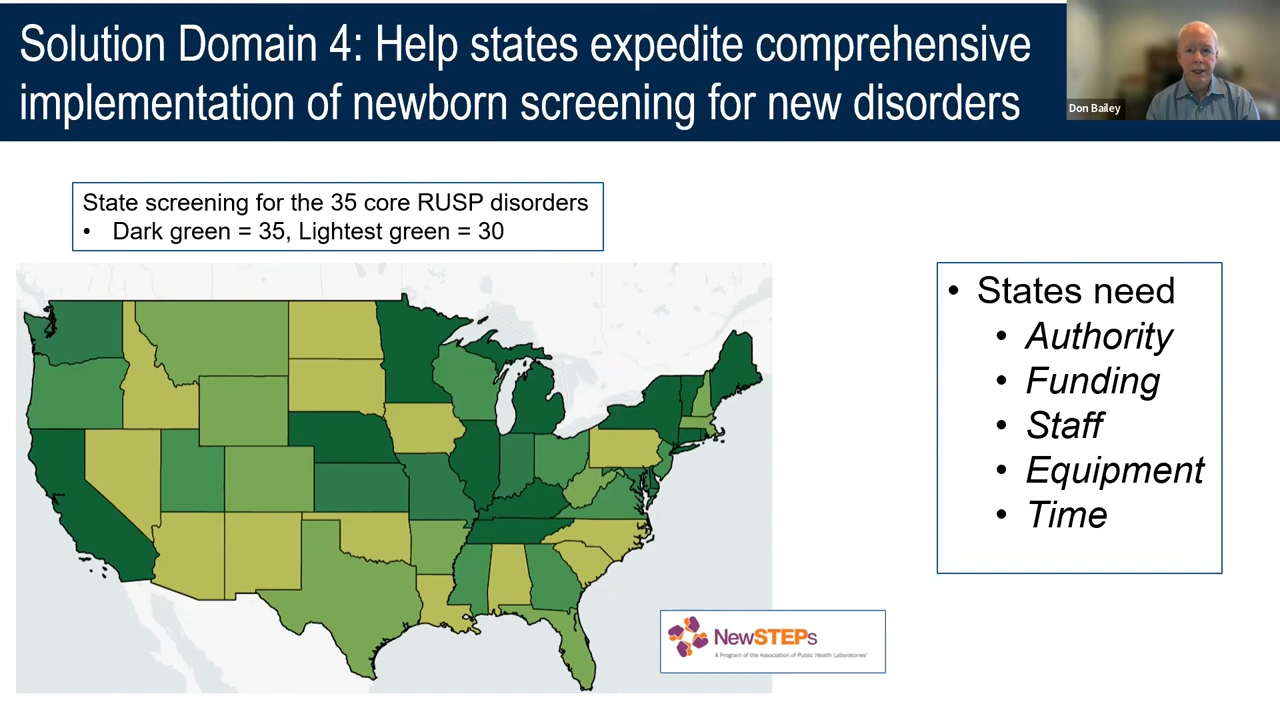 Solution Domain 4: Help states expedite comprehensive
implementation of newborn screening for new disorders
Don Bailey
State screening for the 35 core RUSP disorders
• Dark green = 35, Lightest green = 30
• States need
• Authority
• Funding
• Staff
• Equipment
• Time
NewSTEPs
A Program of the Association of Public Health Laboratories